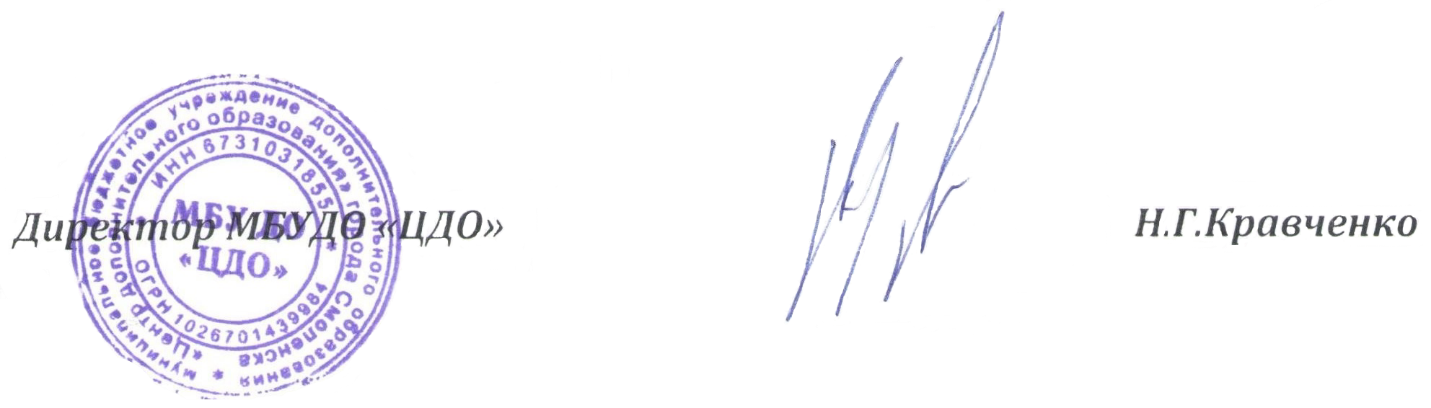 Директор МБУДО «ЦДО» Н.Г.Кравченко
муниципальное бюджетное учреждение дополнительного образования *
«Центр дополнительного образования» города Смоленска
ИНН 6731031855 *
ОГРН 1026701439984
МБУДО
«ЦДО»